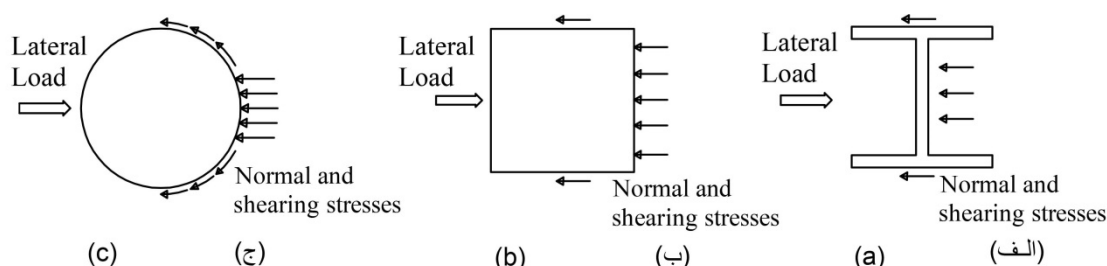 Lateral
Load
Normal and
shearing stresses
(c)
(ج)
Lateral
Load
Normal and
shearing stresses
(b)
(ب)
Lateral
Load
Normal and
shearing stresses
(a)
(الف)